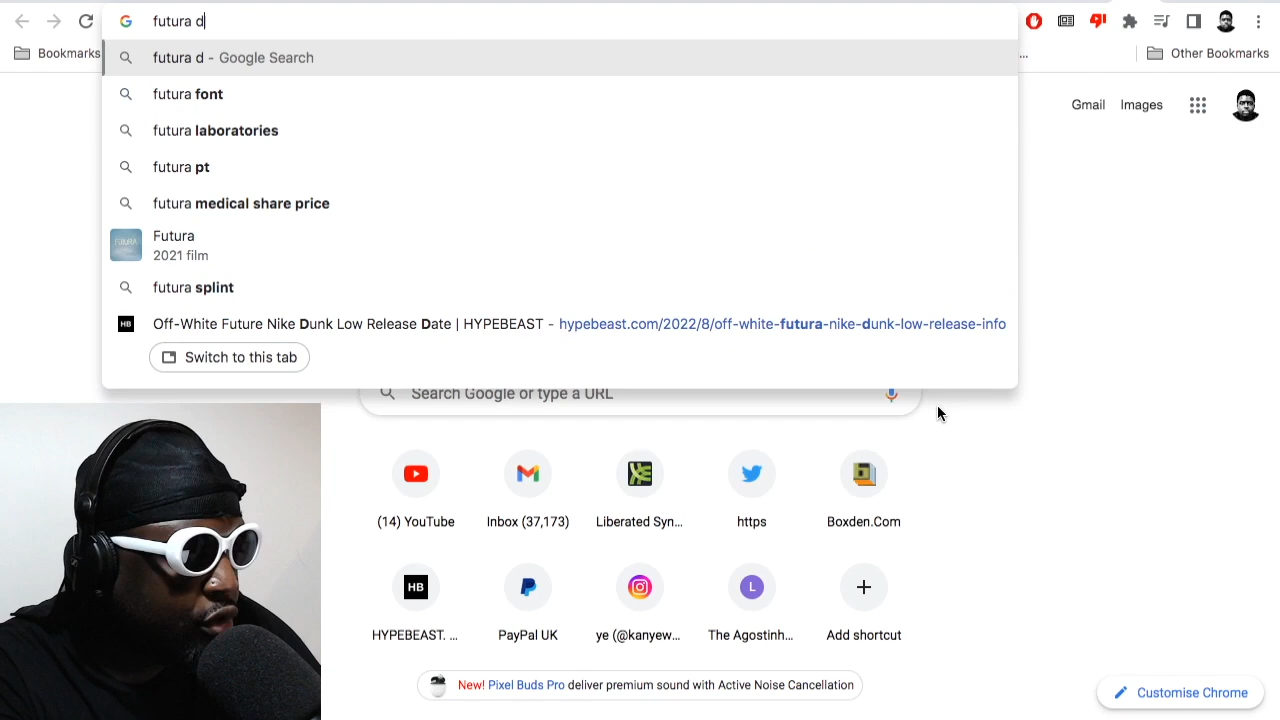 futura d
futura d - Google Search
Bookmarks
...
Other Bookmarks
futura font
Gmail Images
futura laboratories
futura pt
futura medical share price
FUTURA
Futura
2021 film
futura splint
HB Off-White Future Nike Dunk Low Release Date | HYPEBEAST - hypebeast.com/2022/8/off-white-futura-nike-dunk-low-release-info
Switch to this tab
Search Google or type a URL
(14) YouTube Inbox (37,173) Liberated Syn... https Boxden.Com
HB L
HYPEBEAST. ... PayPal UK ye (@kanyew... The Agostinh... Add shortcut
New! Pixel Buds Pro deliver premium sound with Active Noise Cancellation
Customise Chrome